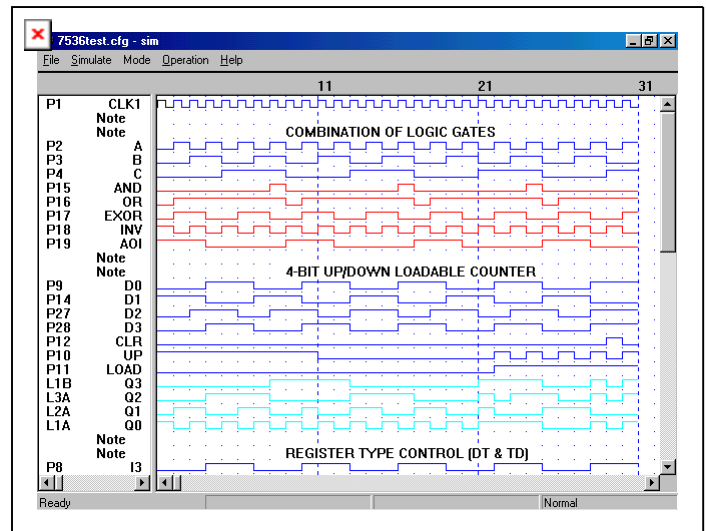 7536test.cfg - sim
File Simulate Mode Operation Help
11 21 31
P1 CLK1
Note
Note COMBINATION OF LOGIC GATES
P2 A
P3 B
P4 C
P15 AND
P16 OR
P17 EXOR
P18 INV
P19 AOI
Note
Note 4-BIT UP/DOWN LOADABLE COUNTER
P9 D0
P14 D1
P27 D2
P28 D3
P12 CLR
P10 UP
P11 LOAD
L1B Q3
L3A Q2
L2A Q1
L1A Q0
Note
Note REGISTER TYPE CONTROL (DT & TD)
P8 I3
Ready Normal